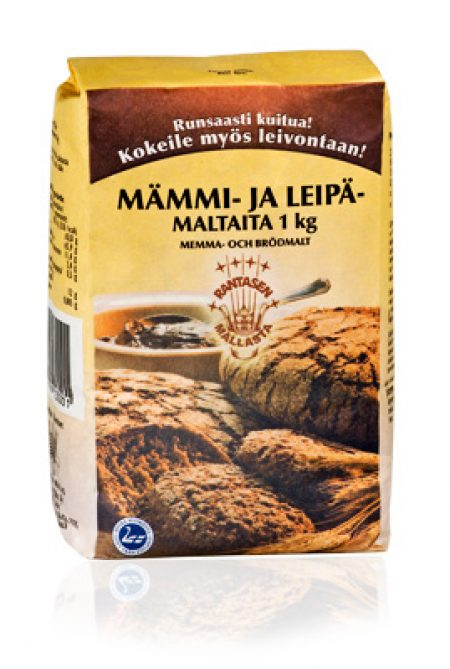 Runsaasti kuitua!
Kokeile myös leivontaan!
MÄMMI- JA LEIPÄ-
MALTAITA 1 kg
MEMMA- OCH BRÖDMALT
RANTASEN
MALLASTA